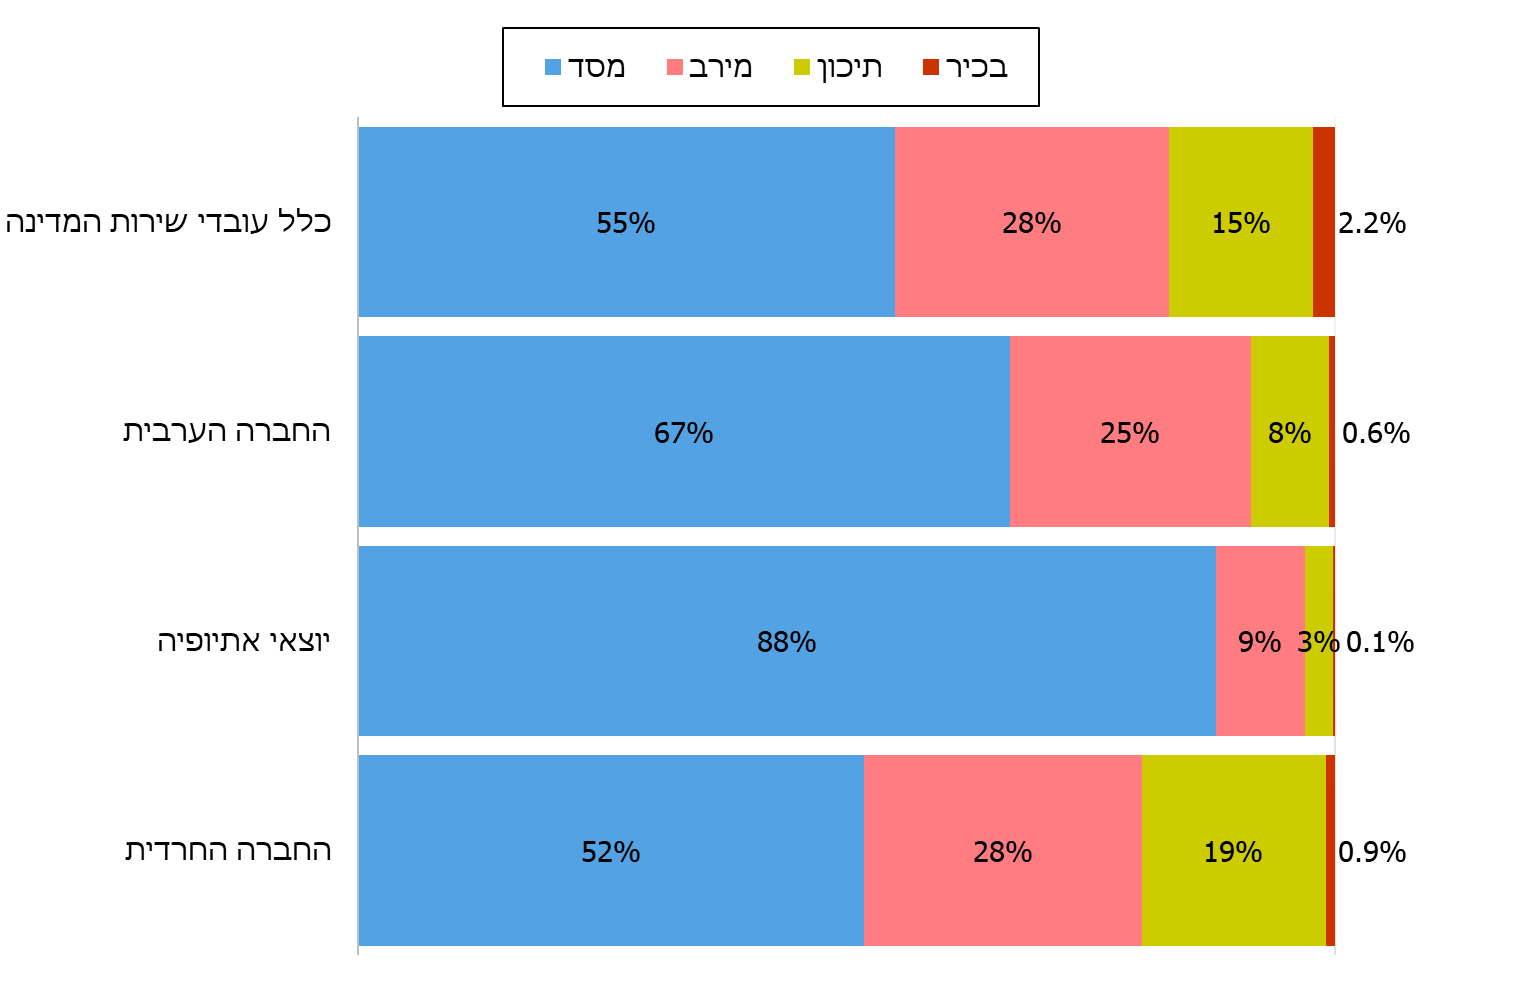 בכיר תיכון מירב מסד
כלל עובדי שירות המדינה 55% 28% 15% 2.2%
החברה הערבית 67% 25% 8% 0.6%
יוצאי אתיופיה 88% 9% 3% 0.1%
החברה החרדית 52% 28% 19% 0.9%